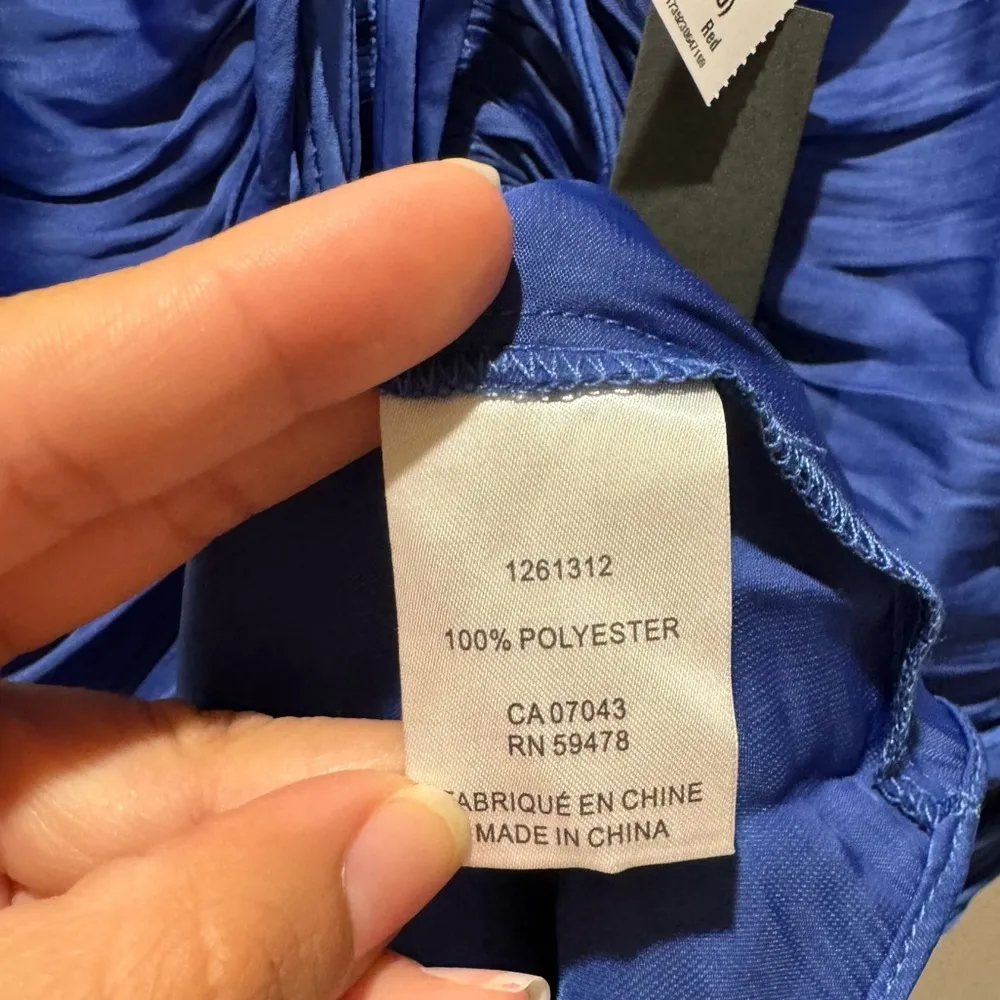 Red
1261312
100% POLYESTER
CA 07043
RN 59478
FABRIQUÉ EN CHINE
MADE IN CHINA